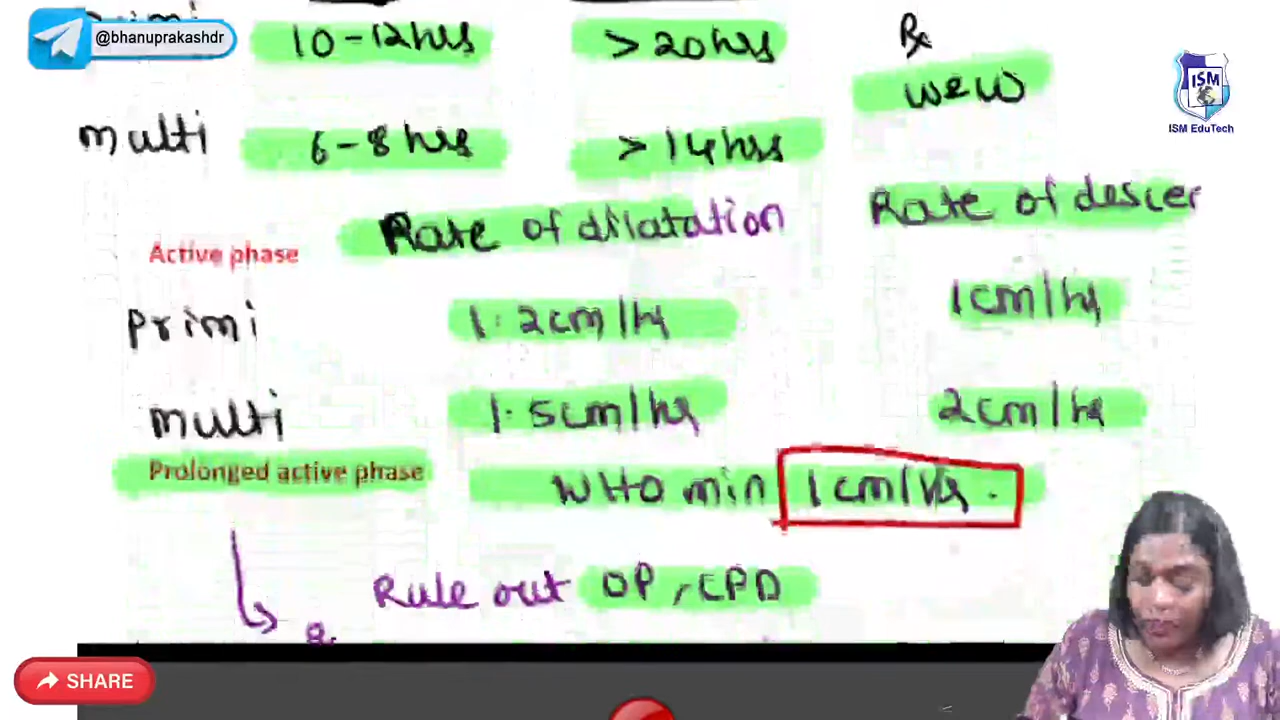 @bhanuprakashdr
10-12hrs >20hrs Rx
w&w
ISM
ISM EduTech
multi 6-8 hrs >14hrs
Rate of dilatation Rate of descen
Active phase
Primi 1.2cm/hr 1cm/hr
multi 1.5cm/hr 2cm/hr
Prolonged active phase WHO min 1cm/hr.
Rule out OP, CPD
SHARE